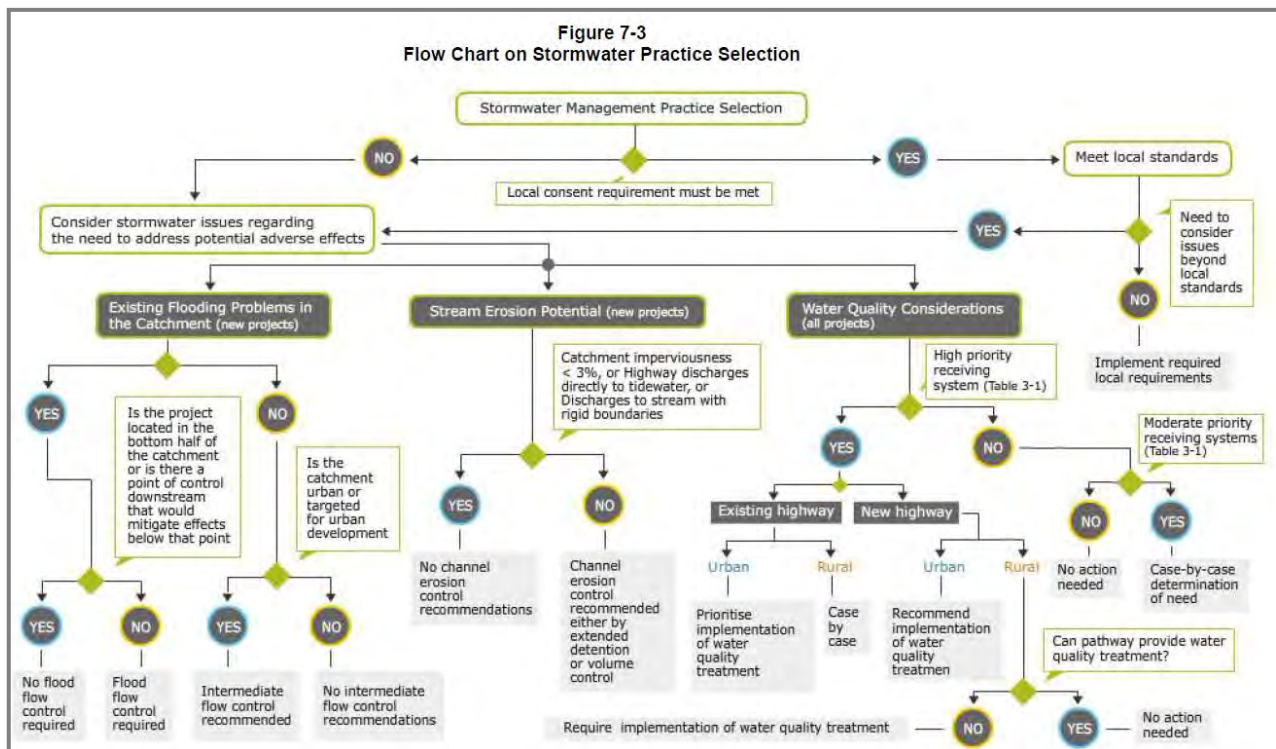 Figure 7-3
Flow Chart on Stormwater Practice Selection
Stormwater Management Practice Selection
NO
YES
Meet local standards
Local consent requirement must be met
Consider stormwater issues regarding
the need to address potential adverse effects
YES
Need to
consider
issues
beyond
local
standards
NO
Implement required
local requirements
Existing Flooding Problems in
the Catchment (new projects)
Stream Erosion Potential (new projects)
Water Quality Considerations
(all projects)
YES
NO
Is the project
located in the
bottom half of
the catchment
or is there a
point of control
downstream
that would
mitigate effects
below that point
Is the
catchment
urban or
targeted
for urban
development
YES
NO
YES
NO
No flood
flow
control
required
Flood
flow
control
required
Intermediate
flow control
recommended
No intermediate
flow control
recommendations
Catchment imperviousness
< 3%, or Highway discharges
directly to tidewater, or
Discharges to stream with
rigid boundaries
YES
NO
No channel
erosion
control
recommendations
Channel
erosion
control
recommended
either by
extended
detention
or volume
control
High priority
receiving
system (Table 3-1)
YES
NO
Moderate priority
receiving systems
(Table 3-1)
NO
YES
No action
needed
Case-by-case
determination
of need
Existing highway
New highway
Urban
Rural
Urban
Rural
Prioritise
implementation
of water
quality
treatment
Case
by
case
Recommend
implementation
of water
quality
treatmen
Can pathway provide water
quality treatment?
Require implementation of water quality treatment
NO
YES
No action
needed